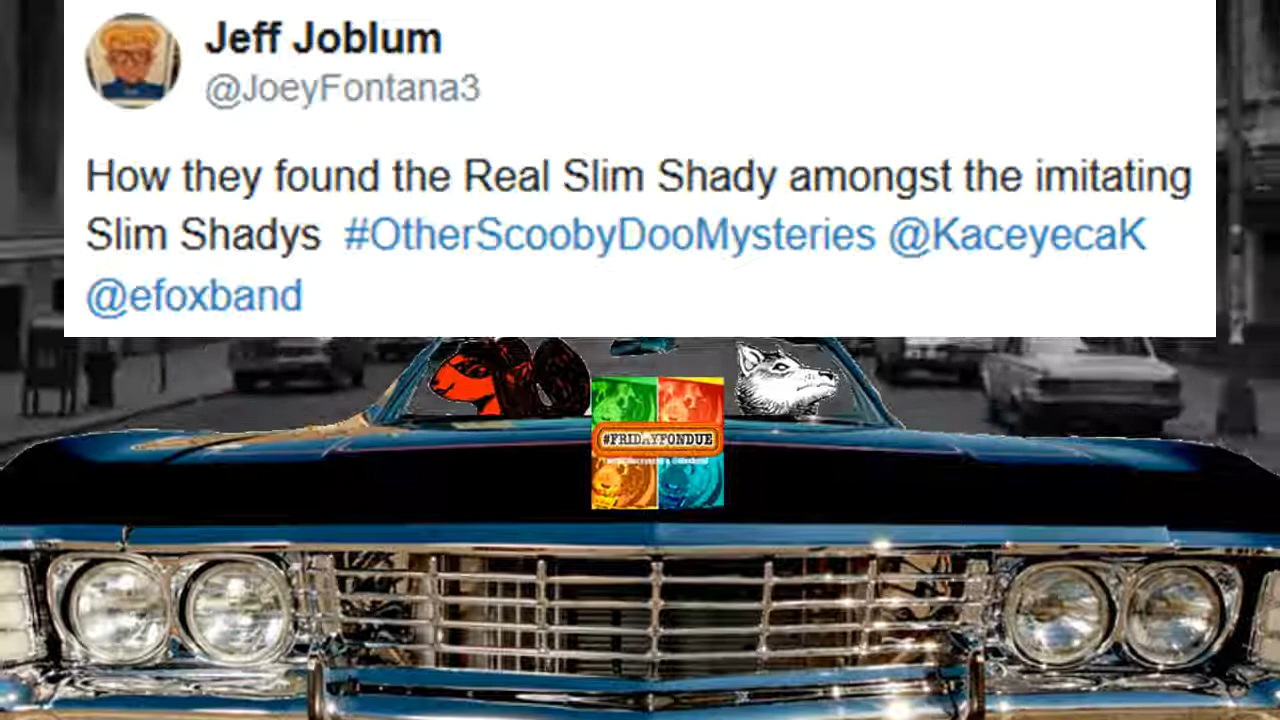 Jeff Joblum
@JoeyFontana3
How they found the Real Slim Shady amongst the imitating
Slim Shadys #OtherScoobyDooMysteries @KaceyecaK
@efoxband
#FRIDAYFONDUE